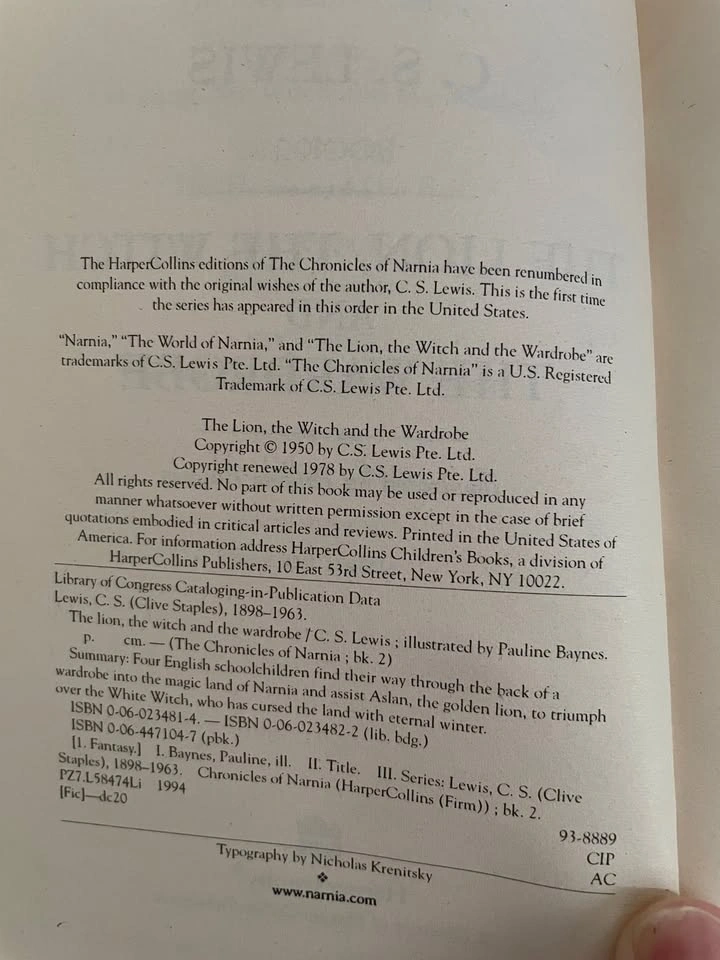 The HarperCollins editions of The Chronicles of Narnia have been renumbered in
compliance with the original wishes of the author, C. S. Lewis. This is the first time
the series has appeared in this order in the United States.
“Narnia,” “The World of Narnia,” and “The Lion, the Witch and the Wardrobe” are
trademarks of C.S. Lewis Pte. Ltd. “The Chronicles of Narnia” is a U.S. Registered
Trademark of C.S. Lewis Pte. Ltd.
The Lion, the Witch and the Wardrobe
Copyright © 1950 by C.S. Lewis Pte. Ltd.
Copyright renewed 1978 by C.S. Lewis Pte. Ltd.
All rights reserved. No part of this book may be used or reproduced in any
manner whatsoever without written permission except in the case of brief
quotations embodied in critical articles and reviews. Printed in the United States of
America. For information address HarperCollins Children’s Books, a division of
HarperCollins Publishers, 10 East 53rd Street, New York, NY 10022.
Library of Congress Cataloging-in-Publication Data
Lewis, C. S. (Clive Staples), 1898–1963.
The lion, the witch and the wardrobe / C. S. Lewis ; illustrated by Pauline Baynes.
p. cm. — (The Chronicles of Narnia ; bk. 2)
Summary: Four English schoolchildren find their way through the back of a
wardrobe into the magic land of Narnia and assist Aslan, the golden lion, to triumph
over the White Witch, who has cursed the land with eternal winter.
ISBN 0-06-023481-4. — ISBN 0-06-023482-2 (lib. bdg.)
ISBN 0-06-447104-7 (pbk.)
[1. Fantasy.] I. Baynes, Pauline, ill. II. Title. III. Series: Lewis, C. S. (Clive
Staples), 1898–1963. Chronicles of Narnia (HarperCollins (Firm)) ; bk. 2.
PZ7.L58474Li 1994
93-8889
[Fic]—dc20
CIP
AC
Typography by Nicholas Krenitsky
www.narnia.com